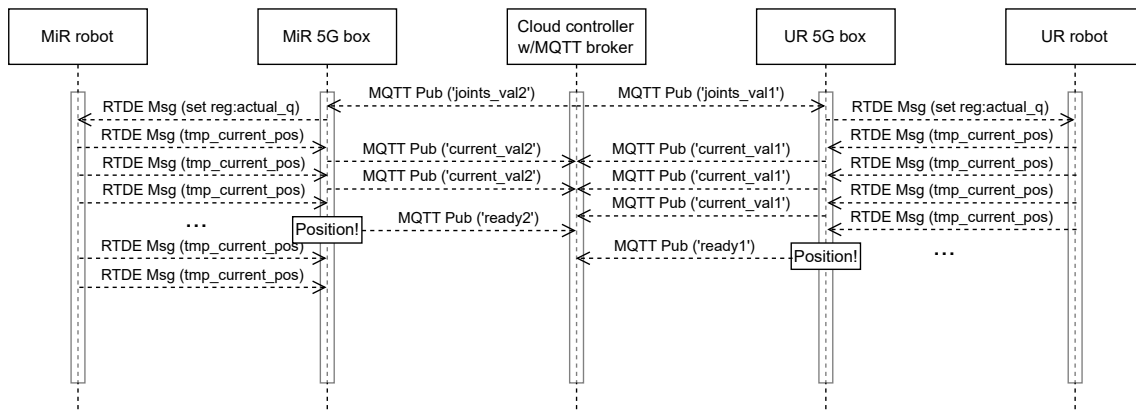 MiR robot
MiR 5G box
Cloud controller
w/MQTT broker
UR 5G box
UR robot
MQTT Pub ('joints_val2')
MQTT Pub ('joints_val1')
RTDE Msg (set reg:actual_q)
RTDE Msg (set reg:actual_q)
RTDE Msg (tmp_current_pos)
RTDE Msg (tmp_current_pos)
MQTT Pub ('current_val2')
MQTT Pub ('current_val1')
RTDE Msg (tmp_current_pos)
RTDE Msg (tmp_current_pos)
MQTT Pub ('current_val2')
MQTT Pub ('current_val1')
RTDE Msg (tmp_current_pos)
RTDE Msg (tmp_current_pos)
MQTT Pub ('current_val1')
RTDE Msg (tmp_current_pos)
...
Position!
MQTT Pub ('ready2')
RTDE Msg (tmp_current_pos)
MQTT Pub ('ready1')
Position!
...
RTDE Msg (tmp_current_pos)